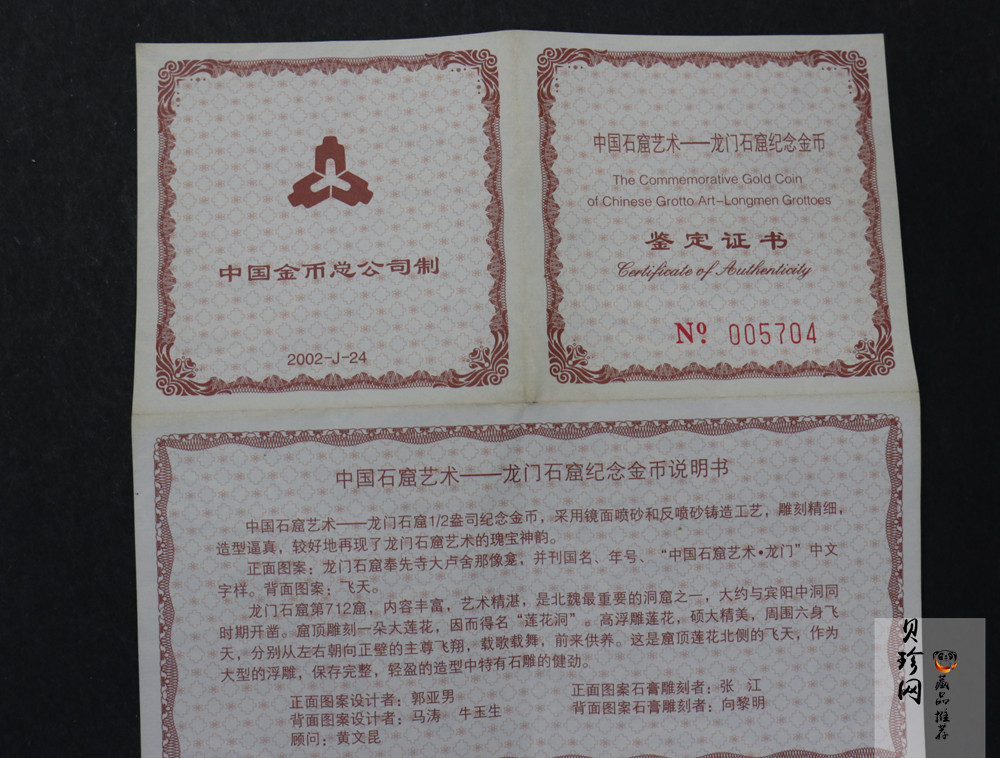 中国金币总公司制
2002-J-24
中国石窟艺术——龙门石窟纪念金币
The Commemorative Gold Coin
of Chinese Grotto Art-Longmen Grottoes
鉴定证书
Certificate of Authenticity
Nº 005704
中国石窟艺术——龙门石窟纪念金币说明书
中国石窟艺术——龙门石窟1/2盎司纪念金币，采用镜面喷砂和反喷砂铸造工艺，雕刻精细，
造型逼真，较好地再现了龙门石窟艺术的瑰宝神韵。
正面图案：龙门石窟奉先寺大卢舍那像龛，并刊国名、年号、“中国石窟艺术•龙门”中文
字样。背面图案：飞天。
龙门石窟第712窟，内容丰富，艺术精湛，是北魏最重要的洞窟之一，大约与宾阳中洞同
时期开凿。窟顶雕刻一朵大莲花，因而得名“莲花洞”。高浮雕莲花，硕大精美，周围六身飞
天，分别从左右朝向正壁的主尊飞翔，载歌载舞，前来供养。这是窟顶莲花北侧的飞天，作为
大型的浮雕，保存完整，轻盈的造型中特有石雕的健劲。
正面图案设计者：郭亚男
背面图案设计者：马涛 牛玉生
顾问：黄文昆
正面图案石膏雕刻者：张 江
背面图案石膏雕刻者：向黎明
贝珍网
藏品推荐